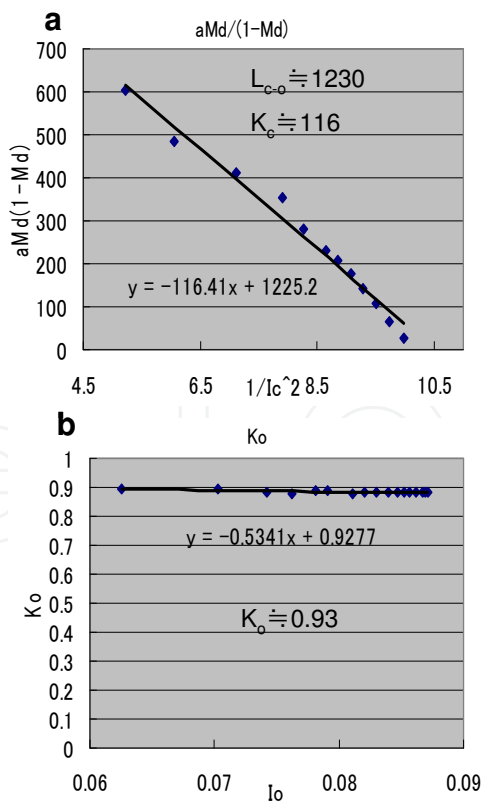 a
aMd/(1-Md)
700
600
500
400
300
200
100
0
aMd(1-Md)
L_c-o≒1230
K_c≒116
y = -116.41x + 1225.2
4.5 6.5 8.5 10.5
1/Ic^2
b
Ko
1
0.9
0.8
0.7
0.6
0.5
0.4
0.3
0.2
0.1
0
Ko
y = -0.5341x + 0.9277
K_o≒0.93
0.06 0.07 0.08 0.09
Io